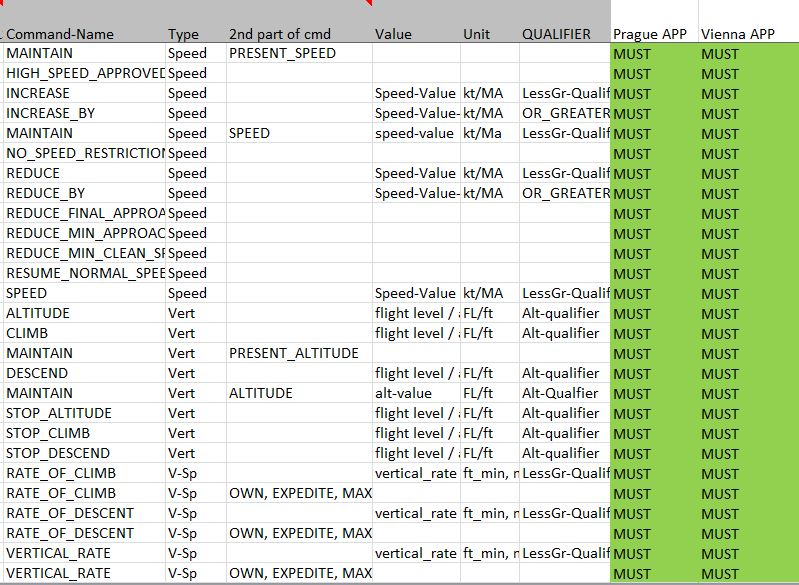 Command-Name Type 2nd part of cmd Value Unit QUALIFIER Prague APP Vienna APP
MAINTAIN Speed PRESENT_SPEED MUST MUST
HIGH_SPEED_APPROVED Speed MUST MUST
INCREASE Speed Speed-Value kt/MA LessGr-Qualif MUST MUST
INCREASE_BY Speed Speed-Value- kt/MA OR_GREATER MUST MUST
MAINTAIN Speed SPEED speed-value kt/Ma LessGr-Qualif MUST MUST
NO_SPEED_RESTRICTION Speed MUST MUST
REDUCE Speed Speed-Value kt/MA LessGr-Qualif MUST MUST
REDUCE_BY Speed Speed-Value- kt/MA OR_GREATER MUST MUST
REDUCE_FINAL_APPROA Speed MUST MUST
REDUCE_MIN_APPROAC Speed MUST MUST
REDUCE_MIN_CLEAN_SP Speed MUST MUST
RESUME_NORMAL_SPEE Speed MUST MUST
SPEED Speed Speed-Value kt/MA LessGr-Qualif MUST MUST
ALTITUDE Vert flight level / FL/ft Alt-qualifier MUST MUST
CLIMB Vert flight level / FL/ft Alt-qualifier MUST MUST
MAINTAIN Vert PRESENT_ALTITUDE MUST MUST
DESCEND Vert flight level / FL/ft Alt-qualifier MUST MUST
MAINTAIN Vert ALTITUDE alt-value FL/ft Alt-Qualfier MUST MUST
STOP_ALTITUDE Vert flight level / FL/ft Alt-qualifier MUST MUST
STOP_CLIMB Vert flight level / FL/ft Alt-qualifier MUST MUST
STOP_DESCEND Vert flight level / FL/ft Alt-qualifier MUST MUST
RATE_OF_CLIMB V-Sp vertical_rate ft_min, LessGr-Qualif MUST MUST
RATE_OF_CLIMB V-Sp OWN, EXPEDITE, MAX MUST MUST
RATE_OF_DESCENT V-Sp vertical_rate ft_min, LessGr-Qualif MUST MUST
RATE_OF_DESCENT V-Sp OWN, EXPEDITE, MAX MUST MUST
VERTICAL_RATE V-Sp vertical_rate ft_min, LessGr-Qualif MUST MUST
VERTICAL_RATE V-Sp OWN, EXPEDITE, MAX MUST MUST